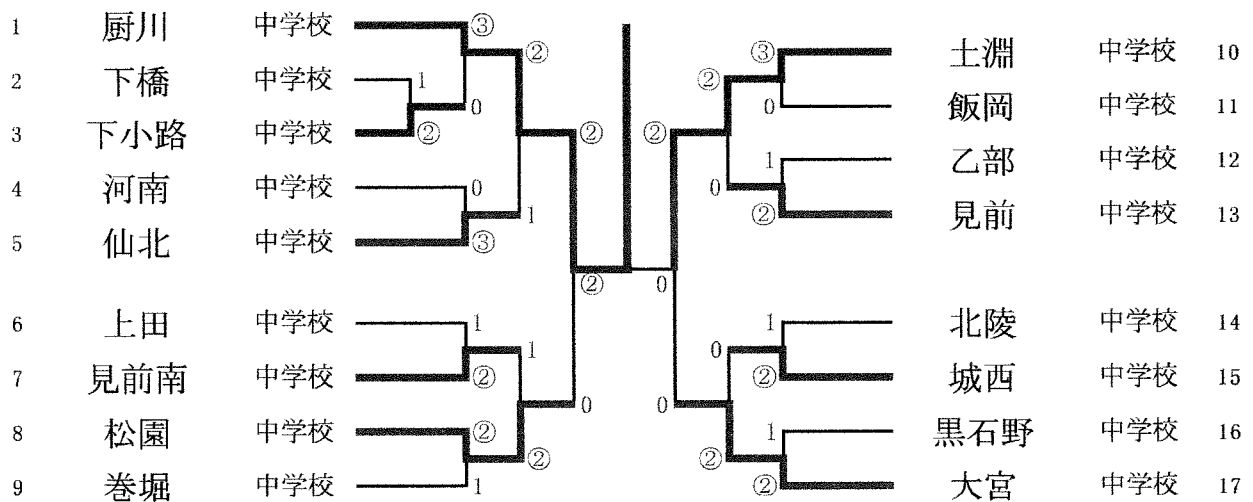 1 厨川 中学校 ③
②
2 下橋 中学校 1
0
3 下小路 中学校 ②
②
4 河南 中学校 0
1
5 仙北 中学校 ③
②
6 上田 中学校 1
1
7 見前南 中学校 ②
0
8 松園 中学校 ②
②
9 巻堀 中学校 1
③ 土淵 中学校 10
②
0 飯岡 中学校 11
②
1 乙部 中学校 12
0
② 見前 中学校 13
0
1 北陵 中学校 14
0
② 城西 中学校 15
0
1 黒石野 中学校 16
②
② 大宮 中学校 17